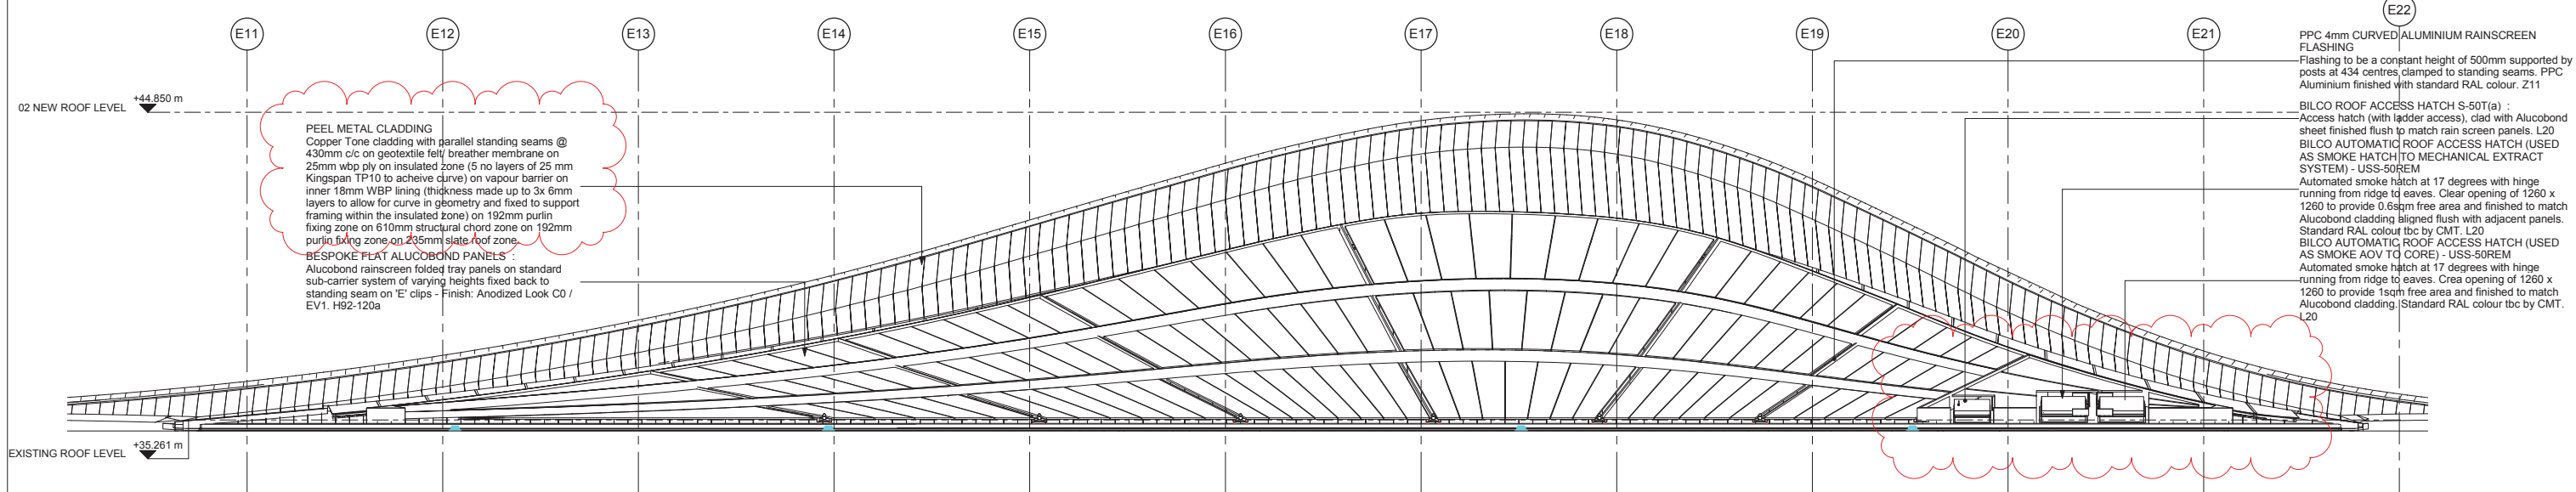 E11
E12
E13
E14
E15
E16
E17
E18
E19
E20
E21
E22
02 NEW ROOF LEVEL
+44.850 m
PEEL METAL CLADDING
Copper Tone cladding with parallel standing seams @
430mm c/c on geotextile felt/ breather membrane on
25mm wbp ply on insulated zone (5 no layers of 25 mm
Kingspan TP10 to acheive curve) on vapour barrier on
inner 18mm WBP lining (thickness made up to 3x 6mm
layers to allow for curve in geometry and fixed to support
framing within the insulated zone) on 192mm purlin
fixing zone on 610mm structural chord zone on 192mm
purlin fixing zone on 235mm slate roof zone.
BESPOKE FLAT ALUCOBOND PANELS :
Alucobond rainscreen folded tray panels on standard
sub-carrier system of varying heights fixed back to
standing seam on 'E' clips - Finish: Anodized Look C0 /
EV1. H92-120a
EXISTING ROOF LEVEL
+35.261 m
PPC 4mm CURVED ALUMINIUM RAINSCREEN
FLASHING
Flashing to be a constant height of 500mm supported by
posts at 434 centres clamped to standing seams. PPC
Aluminium finished with standard RAL colour. Z11
BILCO ROOF ACCESS HATCH S-50T(a) :
Access hatch (with ladder access), clad with Alucobond
sheet finished flush to match rain screen panels. L20
BILCO AUTOMATIC ROOF ACCESS HATCH (USED
AS SMOKE HATCH TO MECHANICAL EXTRACT
SYSTEM) - USS-50REM
Automated smoke hatch at 17 degrees with hinge
running from ridge to eaves. Clear opening of 1260 x
1260 to provide 0.6sqm free area and finished to match
Alucobond cladding aligned flush with adjacent panels.
Standard RAL colour tbc by CMT. L20
BILCO AUTOMATIC ROOF ACCESS HATCH (USED
AS SMOKE AOV TO CORE) - USS-50REM
Automated smoke hatch at 17 degrees with hinge
running from ridge to eaves. Crea opening of 1260 x
1260 to provide 1sqm free area and finished to match
Alucobond cladding. Standard RAL colour tbc by CMT.
L20